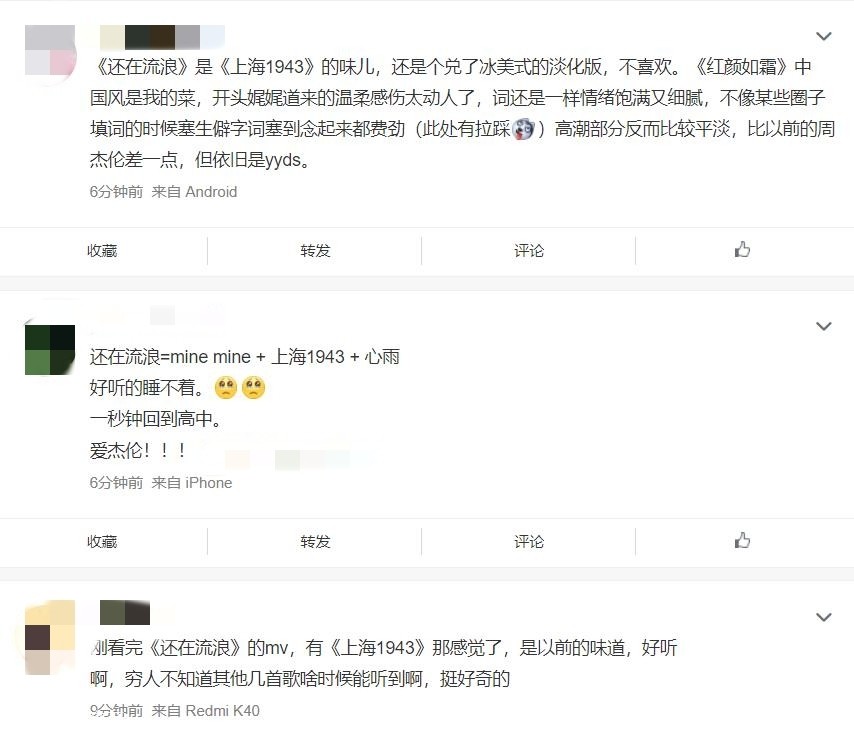 《还在流浪》是《上海1943》的味儿，还是个兑了冰美式的淡化版，不喜欢。《红颜如霜》中
国风是我的菜，开头娓娓道来的温柔感伤太动人了，词还是一样情绪饱满又细腻，不像某些圈子
填词的时候塞生僻字词塞到念起来都费劲（此处有拉踩）高潮部分反而比较平淡，比以前的周
杰伦差一点，但依旧是yyds。
6分钟前 来自 Android
收藏 转发 评论
还在流浪=mine mine + 上海1943 + 心雨
好听的睡不着。🥺🥺
一秒钟回到高中。
爱杰伦！！！
6分钟前 来自 iPhone
收藏 转发 评论
刚看完《还在流浪》的mv，有《上海1943》那感觉了，是以前的味道，好听
啊，穷人不知道其他几首歌啥时候能听到啊，挺好奇的
9分钟前 来自 Redmi K40